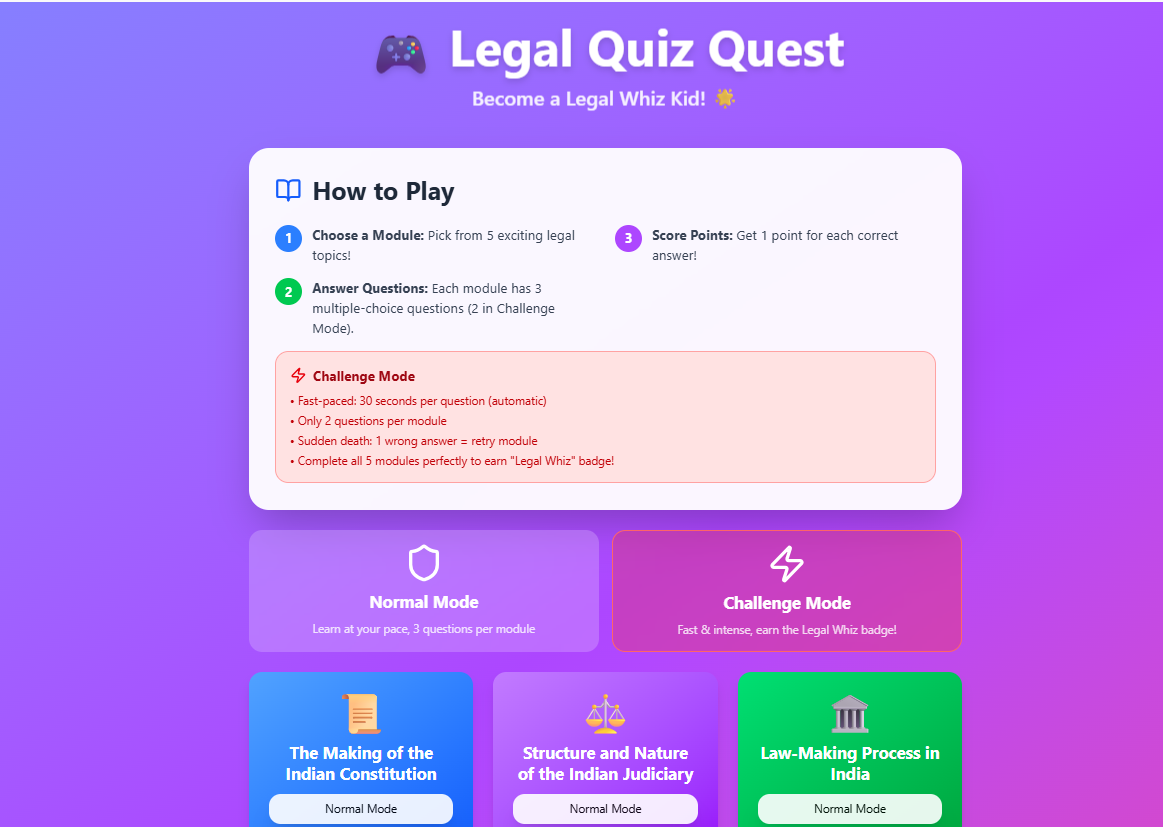 Legal Quiz Quest
Become a Legal Whiz Kid!
How to Play
1
Choose a Module: Pick from 5 exciting legal
topics!
2
Answer Questions: Each module has 3
multiple-choice questions (2 in Challenge
Mode).
3
Score Points: Get 1 point for each correct
answer!
Challenge Mode
• Fast-paced: 30 seconds per question (automatic)
• Only 2 questions per module
• Sudden death: 1 wrong answer = retry module
• Complete all 5 modules perfectly to earn "Legal Whiz" badge!
Normal Mode
Learn at your pace, 3 questions per module
Challenge Mode
Fast & intense, earn the Legal Whiz badge!
The Making of the
Indian Constitution
Normal Mode
Structure and Nature
of the Indian Judiciary
Normal Mode
Law-Making Process in
India
Normal Mode